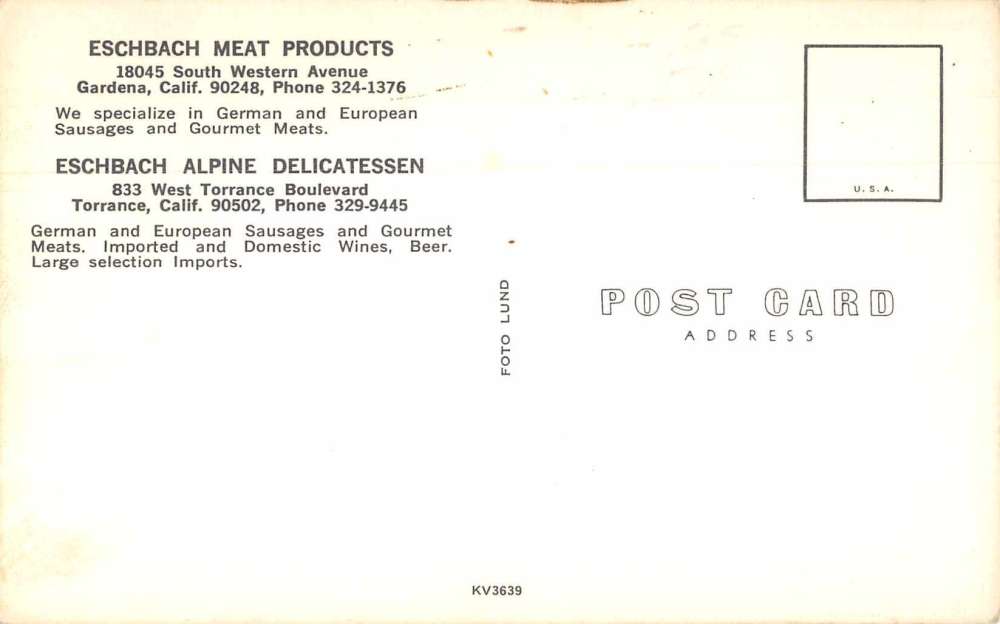 ESCHBACH MEAT PRODUCTS
18045 South Western Avenue
Gardena, Calif. 90248, Phone 324-1376
We specialize in German and European
Sausages and Gourmet Meats.
ESCHBACH ALPINE DELICATESSEN
833 West Torrance Boulevard
Torrance, Calif. 90502, Phone 329-9445
German and European Sausages and Gourmet
Meats. Imported and Domestic Wines, Beer.
Large selection Imports.
FOTO LUND
U. S. A.
POST CARD
ADDRESS
KV3639